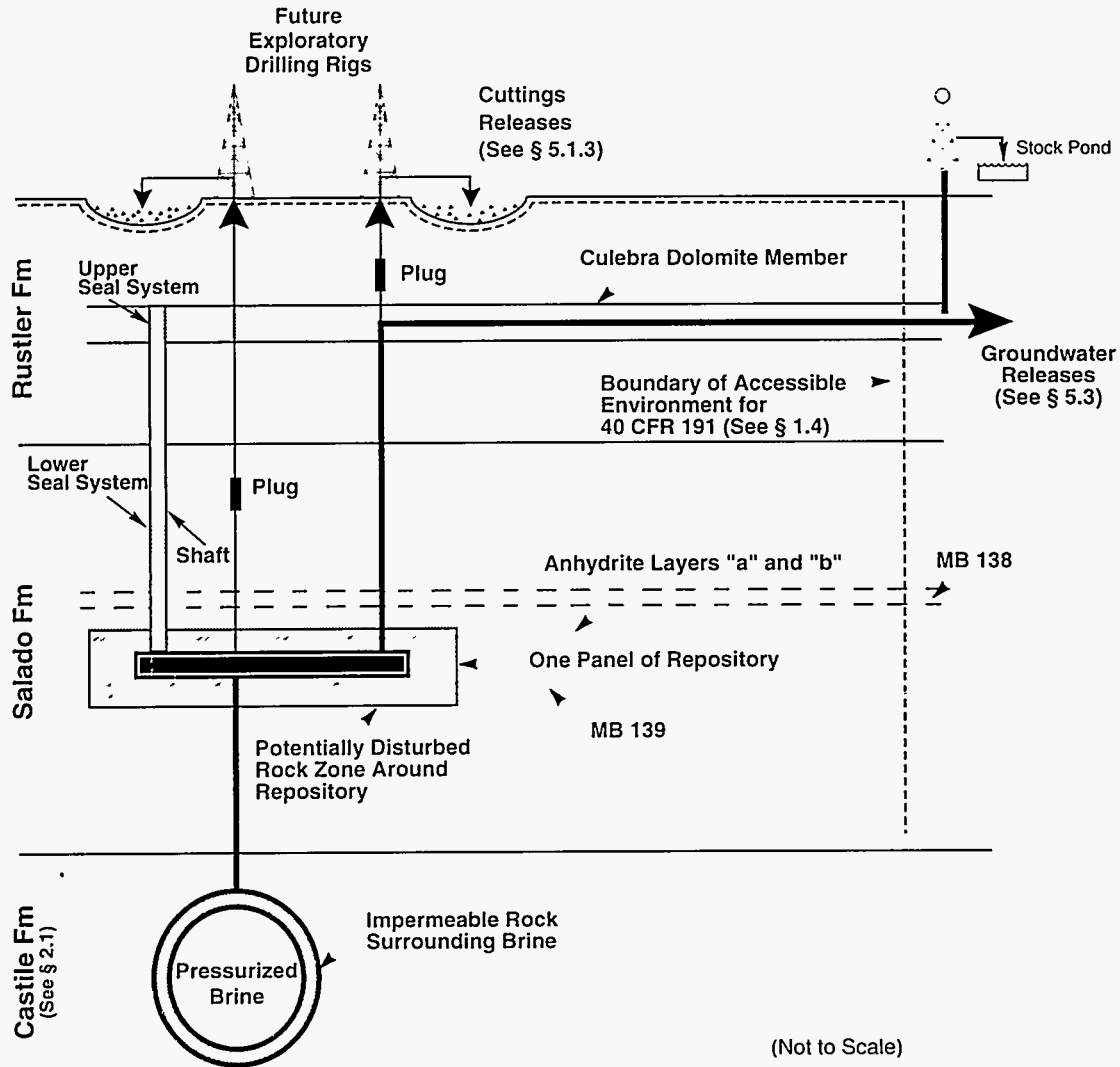 Future
Exploratory
Drilling Rigs
Cuttings
Releases
(See § 5.1.3)
Stock Pond
Rustler Fm
Upper
Seal System
Plug
Culebra Dolomite Member
Groundwater
Releases
(See § 5.3)
Boundary of Accessible
Environment for
40 CFR 191 (See § 1.4)
Salado Fm
Lower
Seal System
Plug
Shaft
Anhydrite Layers "a" and "b"
MB 138
One Panel of Repository
MB 139
Potentially Disturbed
Rock Zone Around
Repository
Castile Fm
(See § 2.1)
Impermeable Rock
Surrounding Brine
Pressurized
Brine
(Not to Scale)